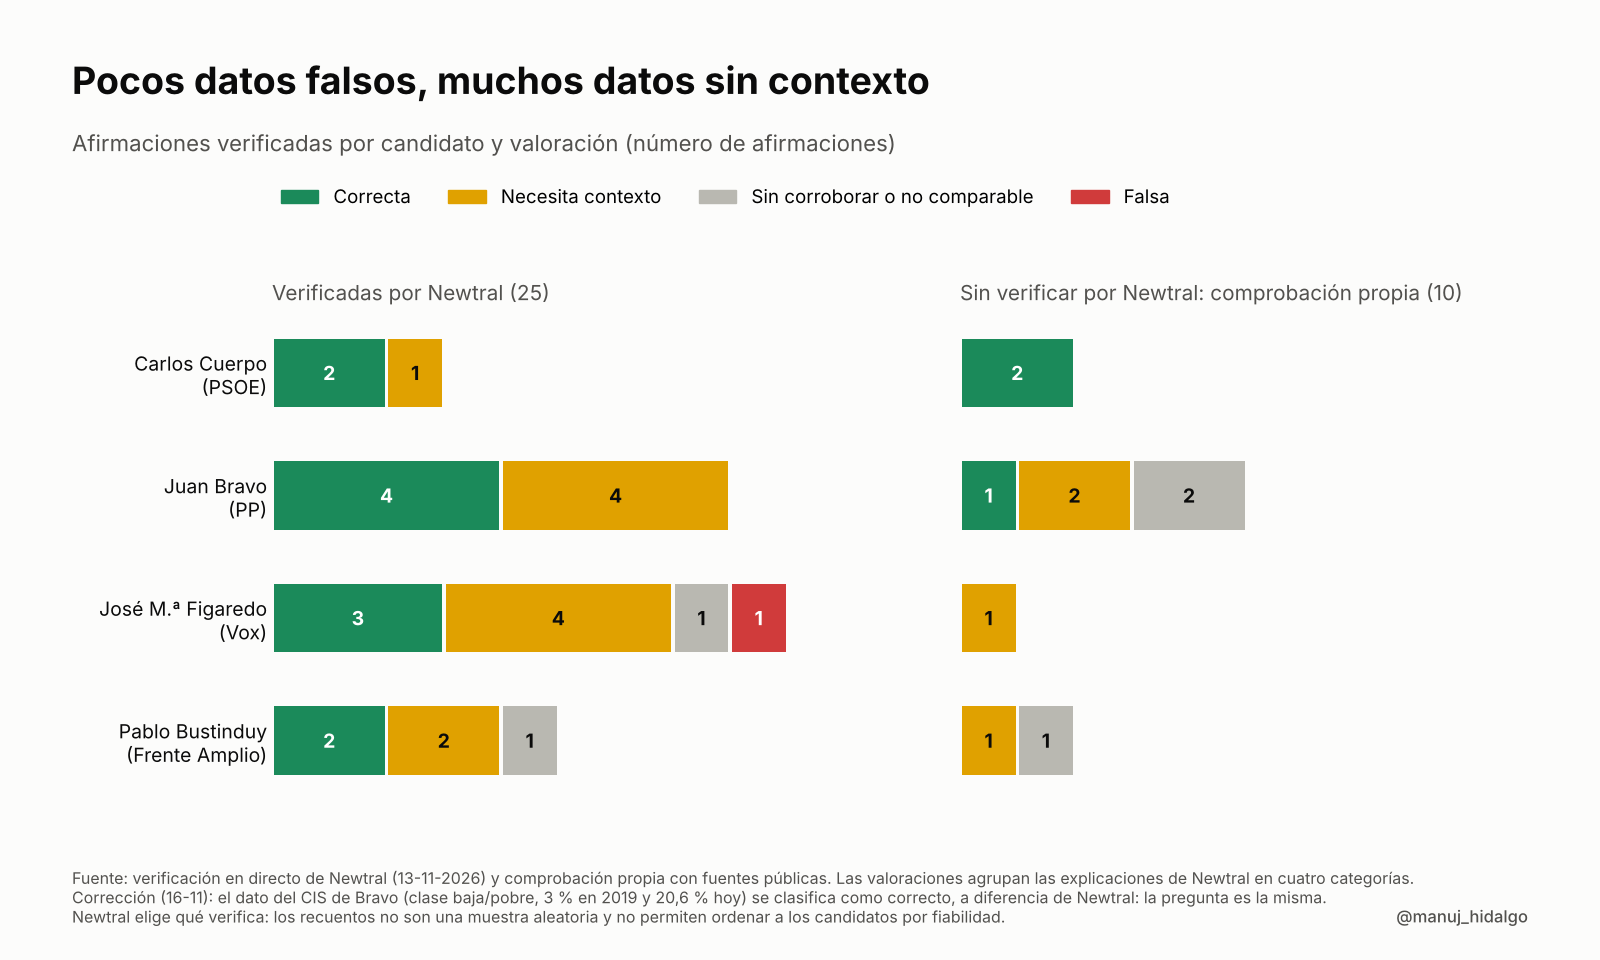 Pocos datos falsos, muchos datos sin contexto
Afirmaciones verificadas por candidato y valoración (número de afirmaciones)
Correcta
Necesita contexto
Sin corroborar o no comparable
Falsa
Verificadas por Newtral (25)
Sin verificar por Newtral: comprobación propia (10)
Carlos Cuerpo
(PSOE)
2
1
2
Juan Bravo
(PP)
4
4
1
2
2
José M.ª Figaredo
(Vox)
3
4
1
1
1
Pablo Bustinduy
(Frente Amplio)
2
2
1
1
1
Fuente: verificación en directo de Newtral (13-11-2026) y comprobación propia con fuentes públicas. Las valoraciones agrupan las explicaciones de Newtral en cuatro categorías.
Corrección (16-11): el dato del CIS de Bravo (clase baja/pobre, 3 % en 2019 y 20,6 % hoy) se clasifica como correcto, a diferencia de Newtral: la pregunta es la misma.
Newtral elige qué verifica: los recuentos no son una muestra aleatoria y no permiten ordenar a los candidatos por fiabilidad.
@manuj_hidalgo